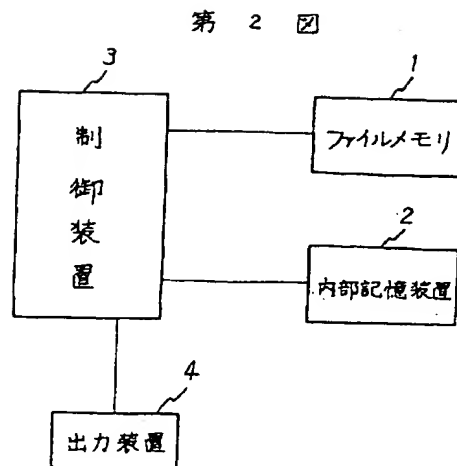 第 2 図
3
制御装置
1
ファイルメモリ
2
内部記憶装置
4
出力装置